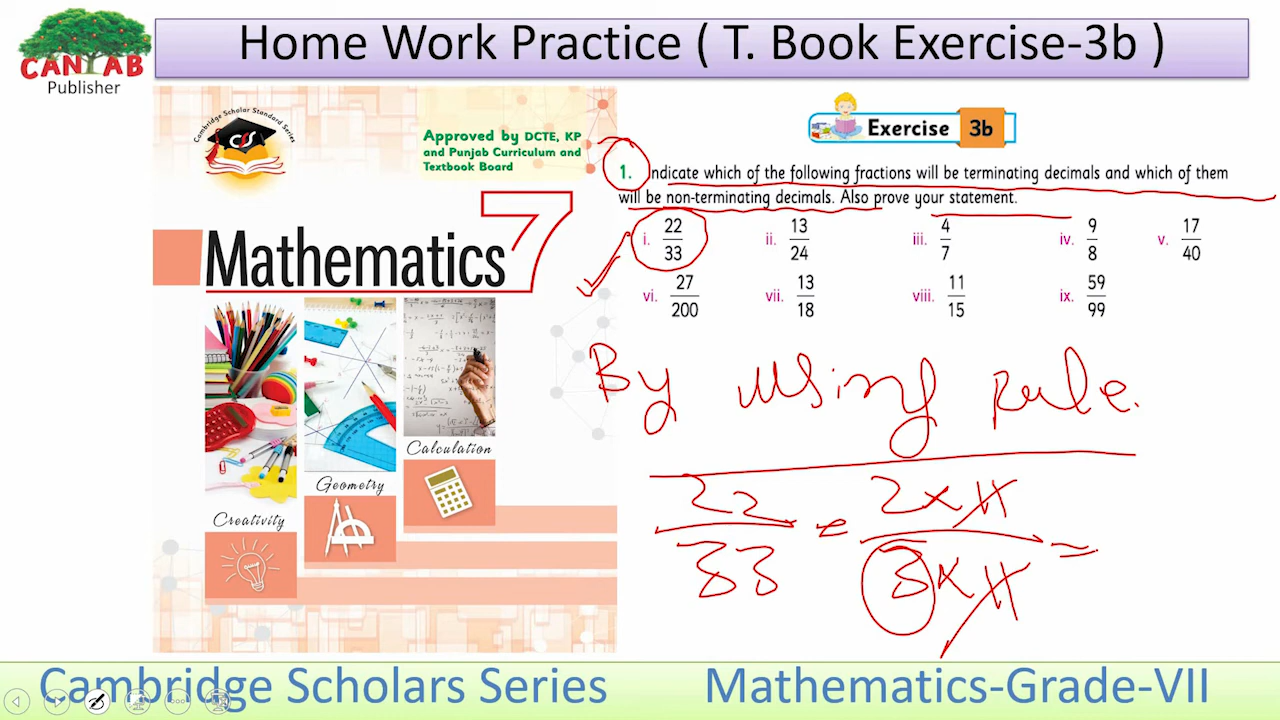 Home Work Practice ( T. Book Exercise-3b )
CANTAB
Publisher
Cambridge Scholar Standard Series
CSS
Approved by DCTE, KP
and Punjab Curriculum and
Textbook Board
Mathematics 7
Creativity
Geometry
Calculation
Exercise 3b
1. Indicate which of the following fractions will be terminating decimals and which of them
will be non-terminating decimals. Also prove your statement.
i. 22/33 ii. 13/24 iii. 4/7 iv. 9/8 v. 17/40
vi. 27/200 vii. 13/18 viii. 11/15 ix. 59/99
By using Rule.
22/33 = 2×11/3×11 =
Cambridge Scholars Series Mathematics-Grade-VII